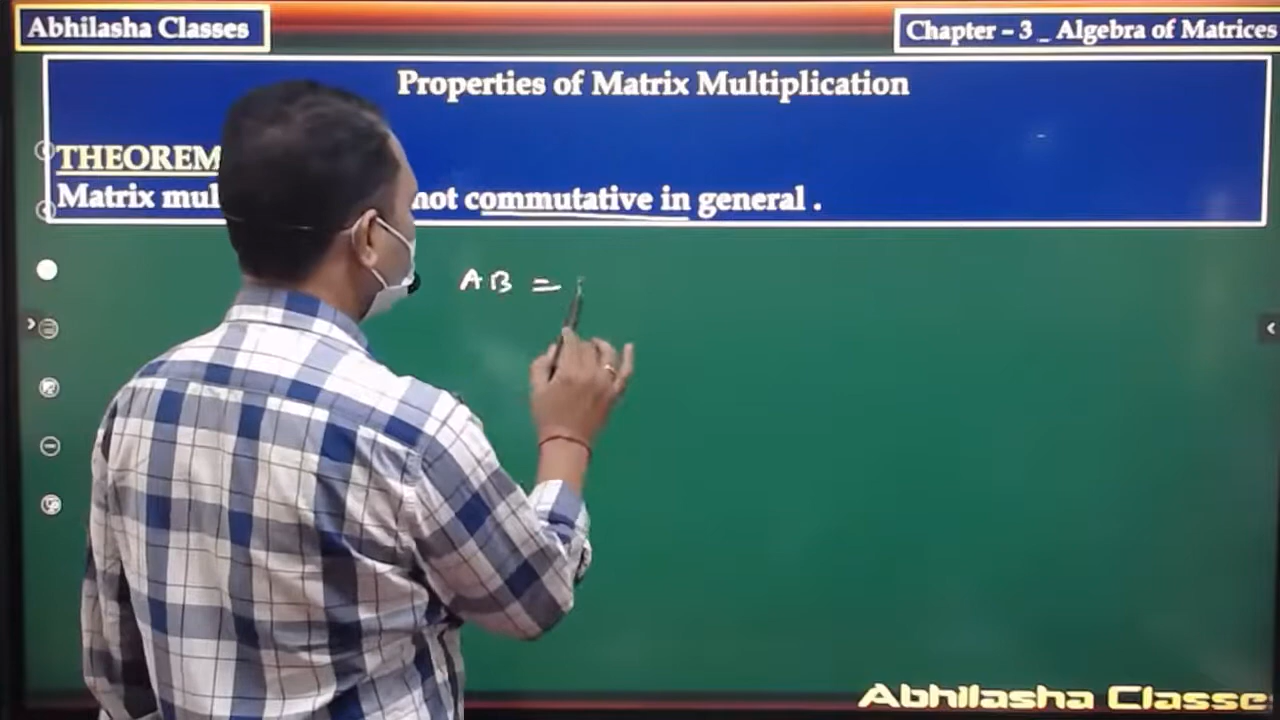 Abhilasha Classes
Chapter - 3 _ Algebra of Matrices
Properties of Matrix Multiplication
THEOREM
Matrix mul not commutative in general .
AB =
Abhilasha Classe